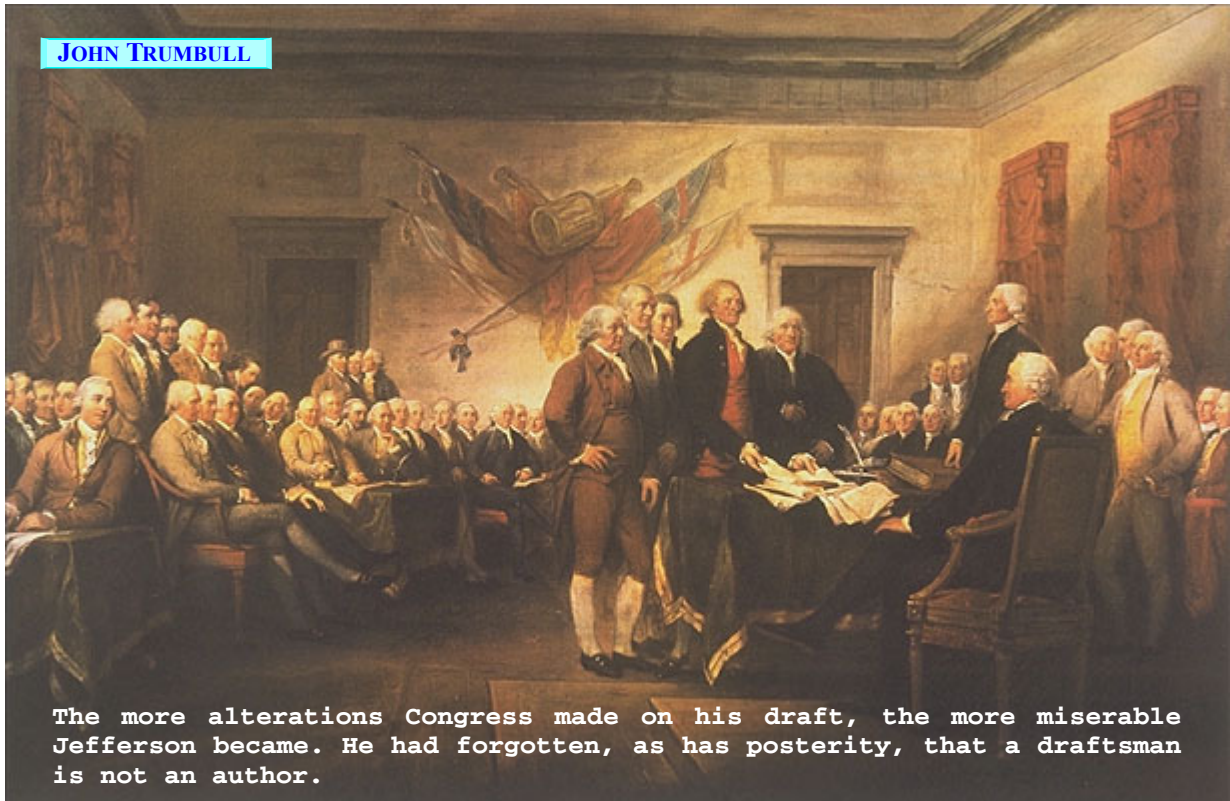 JOHN TRUMBULL
The more alterations Congress made on his draft, the more miserable
Jefferson became. He had forgotten, as has posterity, that a draftsman
is not an author.